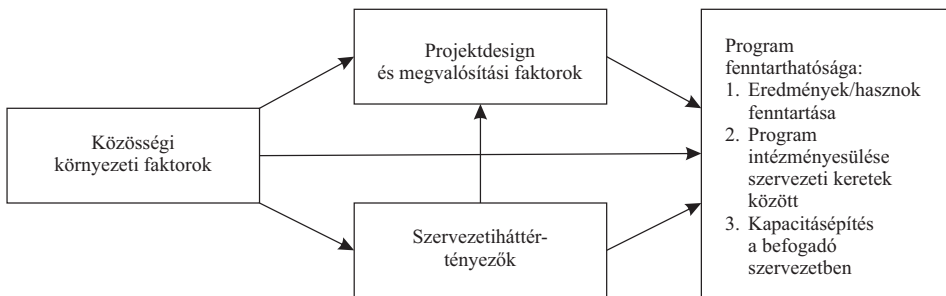 Közösségi
környezeti faktorok
Projektdesign
és megvalósítási faktorok
Szervezetiháttér-
tényezők
Program
fenntarthatósága:
1. Eredmények/hasznok
fenntartása
2. Program
intézményesülése
szervezeti keretek
között
3. Kapacitásépítés
a befogadó
szervezetben